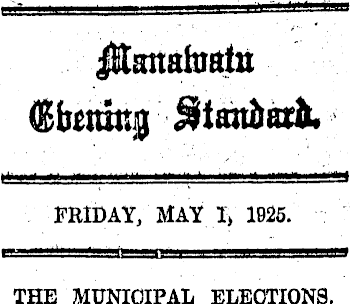 Manawatu
Evening Standard.
FRIDAY, MAY 1, 1925.
THE MUNICIPAL ELECTIONS.